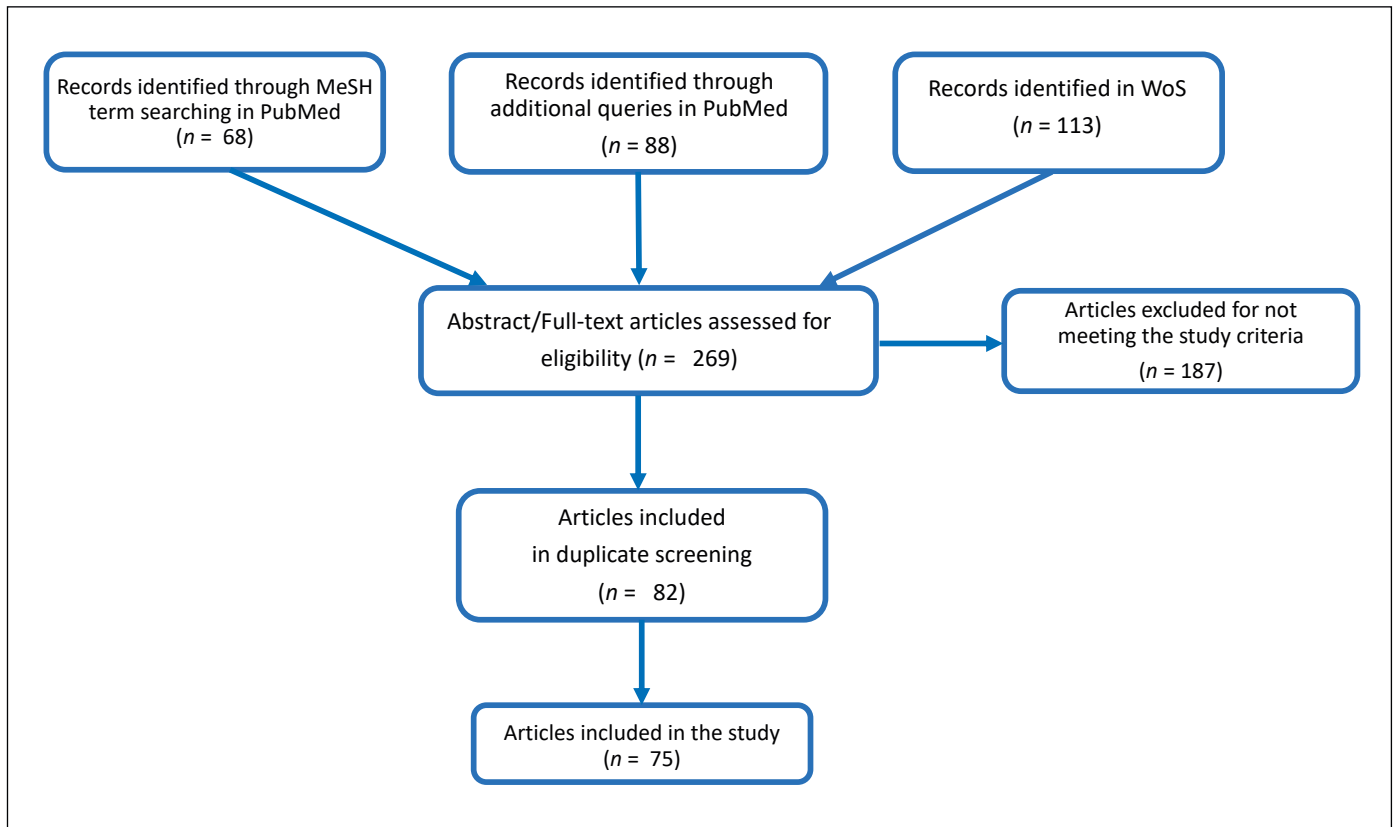 Records identified through MeSH
term searching in PubMed
(n = 68)
Records identified through
additional queries in PubMed
(n = 88)
Records identified in WoS
(n = 113)
Abstract/Full-text articles assessed for
eligibility (n = 269)
Articles excluded for not
meeting the study criteria
(n = 187)
Articles included
in duplicate screening
(n = 82)
Articles included in the study
(n = 75)